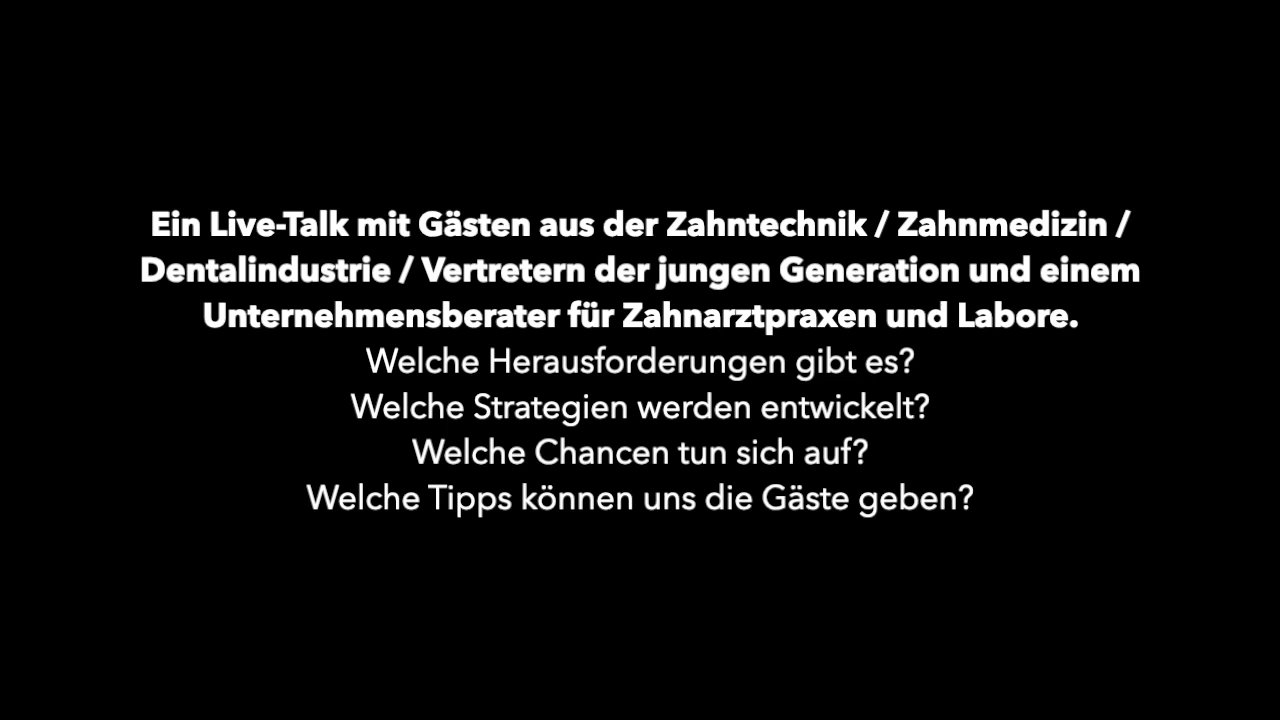 Ein Live-Talk mit Gästen aus der Zahntechnik / Zahnmedizin /
Dentalindustrie / Vertretern der jungen Generation und einem
Unternehmensberater für Zahnarztpraxen und Labore.
Welche Herausforderungen gibt es?
Welche Strategien werden entwickelt?
Welche Chancen tun sich auf?
Welche Tipps können uns die Gäste geben?